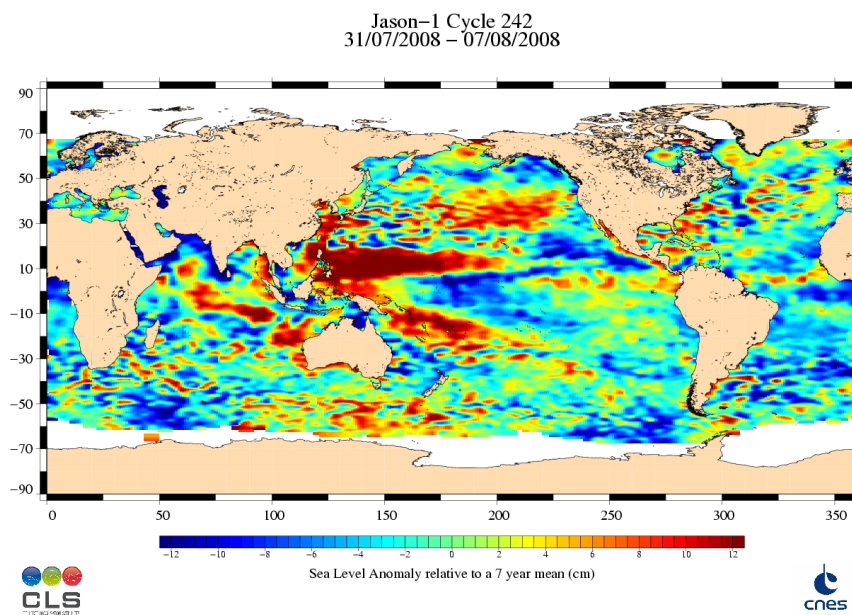 Jason-1 Cycle 242
31/07/2008 – 07/08/2008
90
70
50
30
10
−10
−30
−50
−70
−90
0 50 100 150 200 250 300 350
−12 −10 −8 −6 −4 −2 0 2 4 6 8 10 12
Sea Level Anomaly relative to a 7 year mean (cm)
CLS
cnes